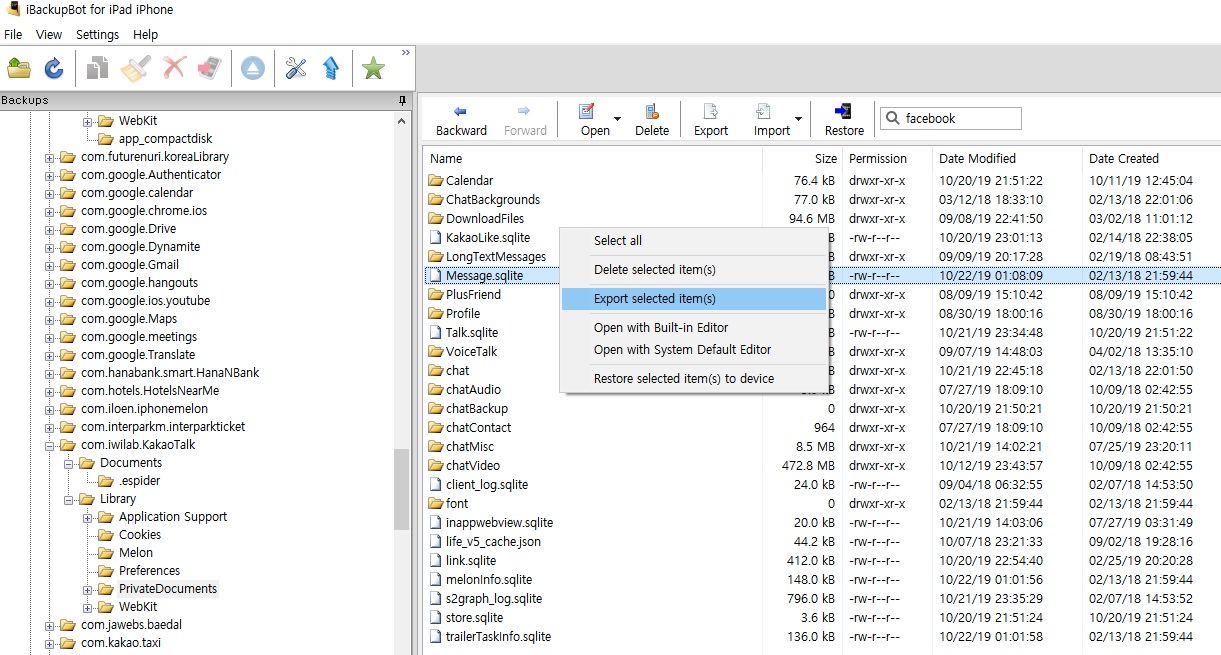 iBackupBot for iPad iPhone
File View Settings Help
»
Backups
WebKit
app_compactdisk
com.futurenuri.koreaLibrary
com.google.Authenticator
com.google.calendar
com.google.chrome.ios
com.google.Drive
com.google.Dynamite
com.google.Gmail
com.google.hangouts
com.google.ios.youtube
com.google.Maps
com.google.meetings
com.google.Translate
com.hanabank.smart.HanaNBank
com.hotels.HotelsNearMe
com.iloen.iphonemelon
com.interparkm.interparkticket
com.iwilab.KakaoTalk
Documents
.espider
Library
Application Support
Cookies
Melon
Preferences
PrivateDocuments
WebKit
com.jawebs.baedal
com.kakao.taxi
Backward Forward Open Delete Export Import Restore facebook
Name Size Permission Date Modified Date Created
Calendar 76.4 kB drwxr-xr-x 10/20/19 21:51:22 10/11/19 12:45:04
ChatBackgrounds 77.0 kB drwxr-xr-x 03/12/18 18:33:10 02/13/18 22:01:06
DownloadFiles 94.6 MB drwxr-xr-x 09/08/19 22:41:50 03/02/18 11:01:12
KakaoLike.sqlite B -rw-r--r-- 10/20/19 23:01:13 02/14/18 22:38:05
LongTextMessages drwxr-xr-x 09/09/19 20:17:28 02/19/18 08:43:51
Message.sqlite B -rw-r--r-- 10/22/19 01:08:09 02/13/18 21:59:44
PlusFriend 0 drwxr-xr-x 08/09/19 15:10:42 08/09/19 15:10:42
Profile drwxr-xr-x 08/30/19 18:00:16 08/30/19 18:00:16
Talk.sqlite B -rw-r--r-- 10/21/19 23:34:48 10/20/19 21:51:22
VoiceTalk drwxr-xr-x 09/07/19 14:48:03 04/02/18 13:35:10
chat B drwxr-xr-x 10/21/19 22:45:18 02/13/18 22:01:50
chatAudio drwxr-xr-x 07/27/19 18:09:10 10/09/18 02:42:55
chatBackup 0 drwxr-xr-x 10/20/19 21:50:21 10/20/19 21:50:21
chatContact 964 drwxr-xr-x 07/27/19 18:09:10 10/09/18 02:42:55
chatMisc 8.5 MB drwxr-xr-x 10/21/19 14:02:21 07/25/19 23:20:11
chatVideo 472.8 MB drwxr-xr-x 10/12/19 23:43:57 10/09/18 02:42:55
client_log.sqlite 24.0 kB -rw-r--r-- 09/04/18 06:32:55 02/07/18 14:53:50
font 0 drwxr-xr-x 02/13/18 21:59:44 02/13/18 21:59:44
inappwebview.sqlite 20.0 kB -rw-r--r-- 10/21/19 14:03:06 07/27/19 03:31:49
life_v5_cache.json 44.2 kB -rw-r--r-- 10/07/18 23:21:33 09/02/18 19:28:16
link.sqlite 412.0 kB -rw-r--r-- 10/20/19 22:54:40 02/25/19 20:20:28
melonInfo.sqlite 148.0 kB -rw-r--r-- 10/22/19 01:01:56 02/13/18 21:59:44
s2graph_log.sqlite 796.0 kB -rw-r--r-- 10/21/19 23:35:29 02/07/18 14:53:52
store.sqlite 3.6 kB -rw-r--r-- 10/20/19 21:51:24 10/20/19 21:51:24
trailerTaskInfo.sqlite 136.0 kB -rw-r--r-- 10/22/19 01:01:58 02/13/18 21:59:44
Select all
Delete selected item(s)
Export selected item(s)
Open with Built-in Editor
Open with System Default Editor
Restore selected item(s) to device